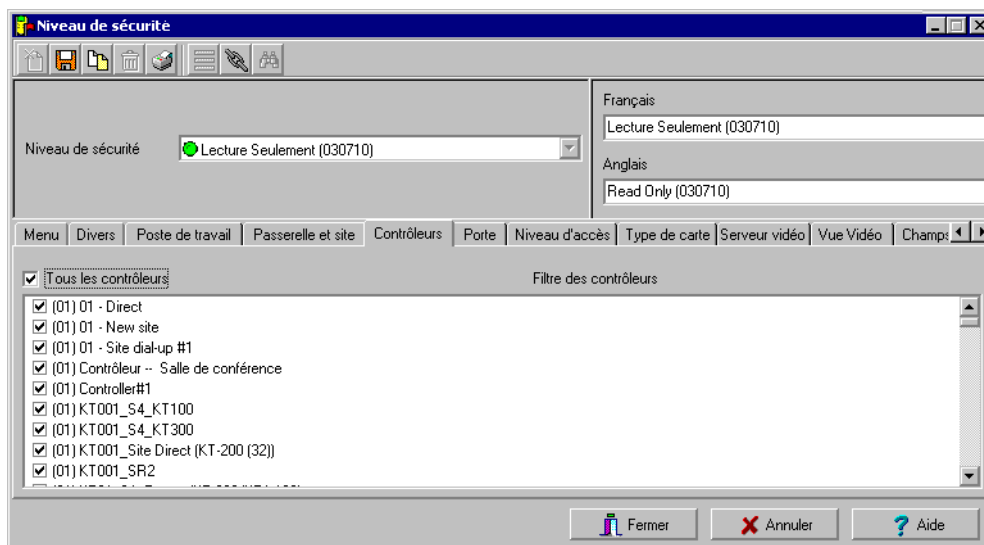 Niveau de sécurité
Français
Lecture Seulement (030710)
Niveau de sécurité
Lecture Seulement (030710)
Anglais
Read Only (030710)
Menu Divers Poste de travail Passerelle et site Contrôleurs Porte Niveau d'accès Type de carte Serveur vidéo Vue Vidéo Champs
Tous les contrôleurs Filtre des contrôleurs
(01) 01 - Direct
(01) 01 - New site
(01) 01 - Site dial-up #1
(01) Contrôleur -- Salle de conférence
(01) Controller#1
(01) KT001_S4_KT100
(01) KT001_S4_KT300
(01) KT001_Site Direct (KT-200 (32))
(01) KT001_SR2
Fermer Annuler Aide